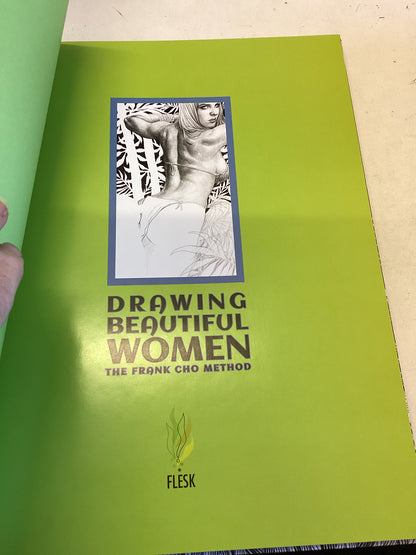 DRAWING
BEAUTIFUL
WOMEN
THE FRANK CHO METHOD
FLESK